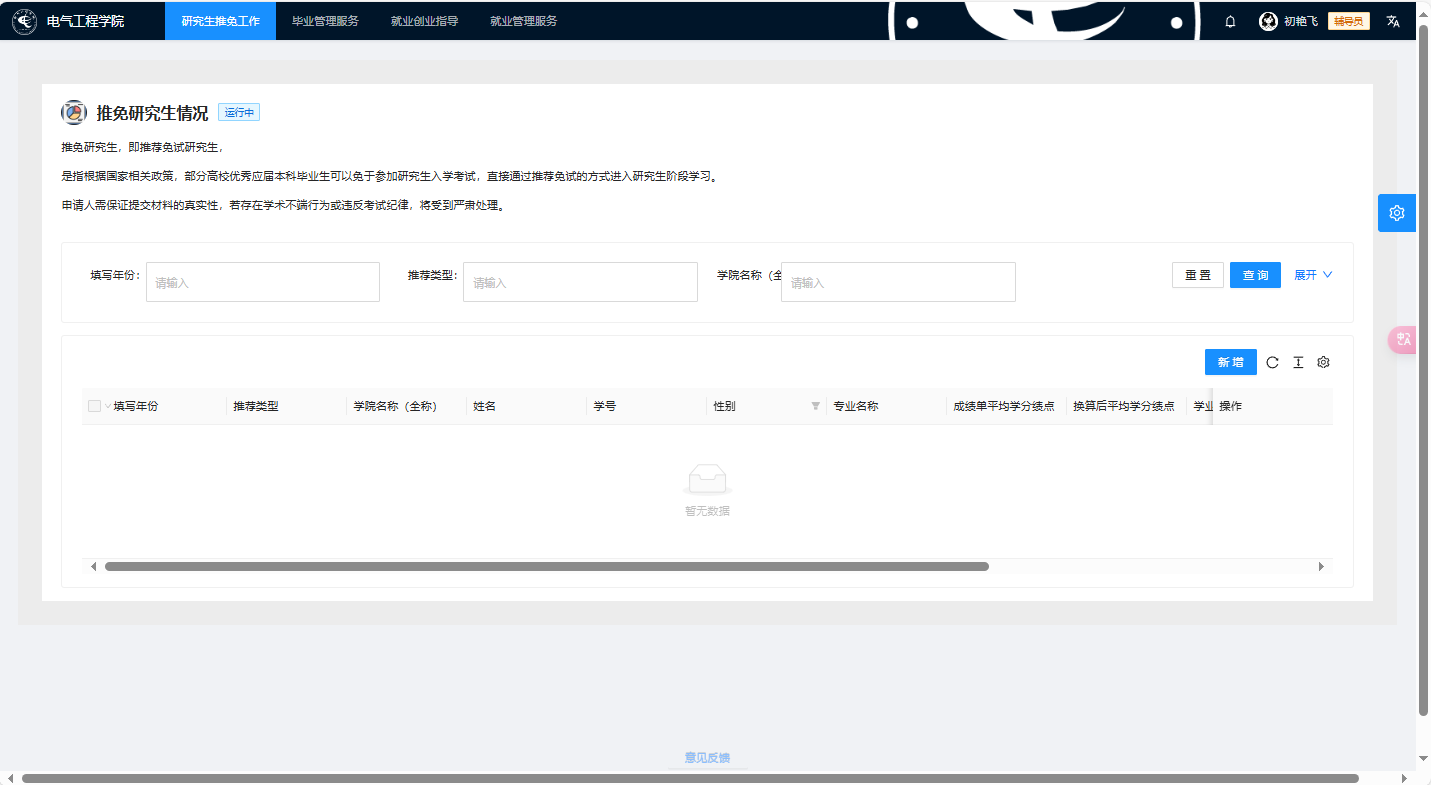 电气工程学院 研究生推免工作 毕业管理服务 就业创业指导 就业管理服务 初艳飞 辅导员
推免研究生情况 运行中
推免研究生，即推荐免试研究生，
是指根据国家相关政策，部分高校优秀应届本科毕业生可以免于参加研究生入学考试，直接通过推荐免试的方式进入研究生阶段学习。
申请人需保证提交材料的真实性，若存在学术不端行为或违反考试纪律，将受到严肃处理。
填写年份： 请输入 推荐类型： 请输入 学院名称（全 请输入 重 置 查 询 展开
新 增
填写年份 推荐类型 学院名称（全称） 姓名 学号 性别 专业名称 成绩单平均学分绩点 换算后平均学分绩点 学业 操作
暂无数据
意见反馈